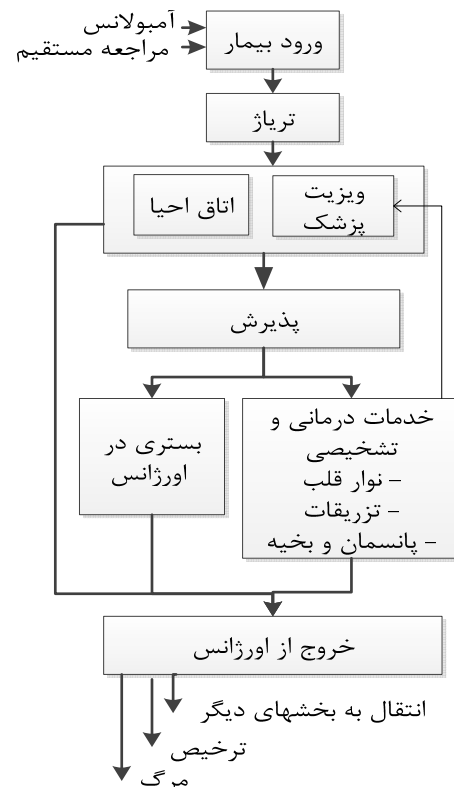 آمبولانس
مراجعه مستقیم
ورود بیمار
تریاژ
ویزیت
پزشک
اتاق احیا
پذیرش
خدمات درمانی و
تشخیصی
– نوار قلب
– تزریقات
– پانسمان و بخیه
بستری در
اورژانس
خروج از اورژانس
انتقال به بخشهای دیگر
ترخیص
مرگ